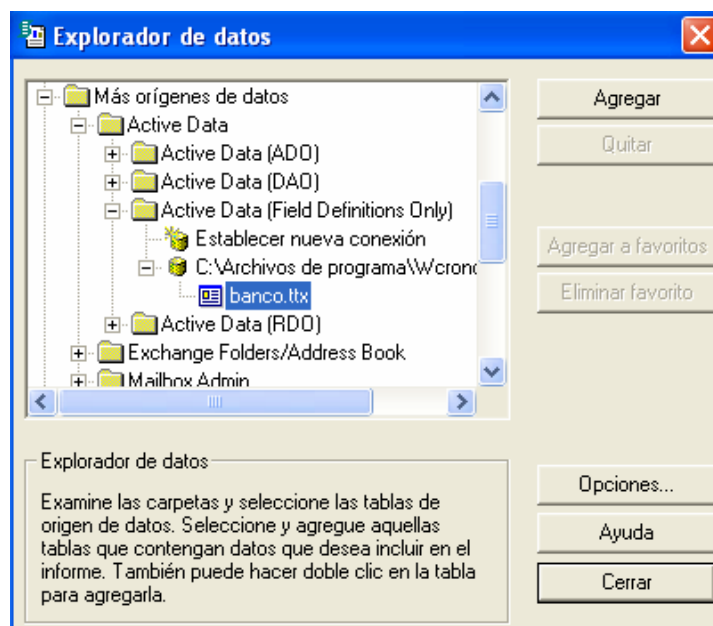 Explorador de datos
Más orígenes de datos
Active Data
Active Data (ADO)
Active Data (DAO)
Active Data (Field Definitions Only)
Establecer nueva conexión
C:\Archivos de programa\Wcrono
banco.ttx
Active Data (RDO)
Exchange Folders/Address Book
Mailbox Admin
Agregar
Quitar
Agregar a favoritos
Eliminar favorito
Explorador de datos
Examine las carpetas y seleccione las tablas de
origen de datos. Seleccione y agregue aquellas
tablas que contengan datos que desea incluir en el
informe. También puede hacer doble clic en la tabla
para agregarla.
Opciones...
Ayuda
Cerrar